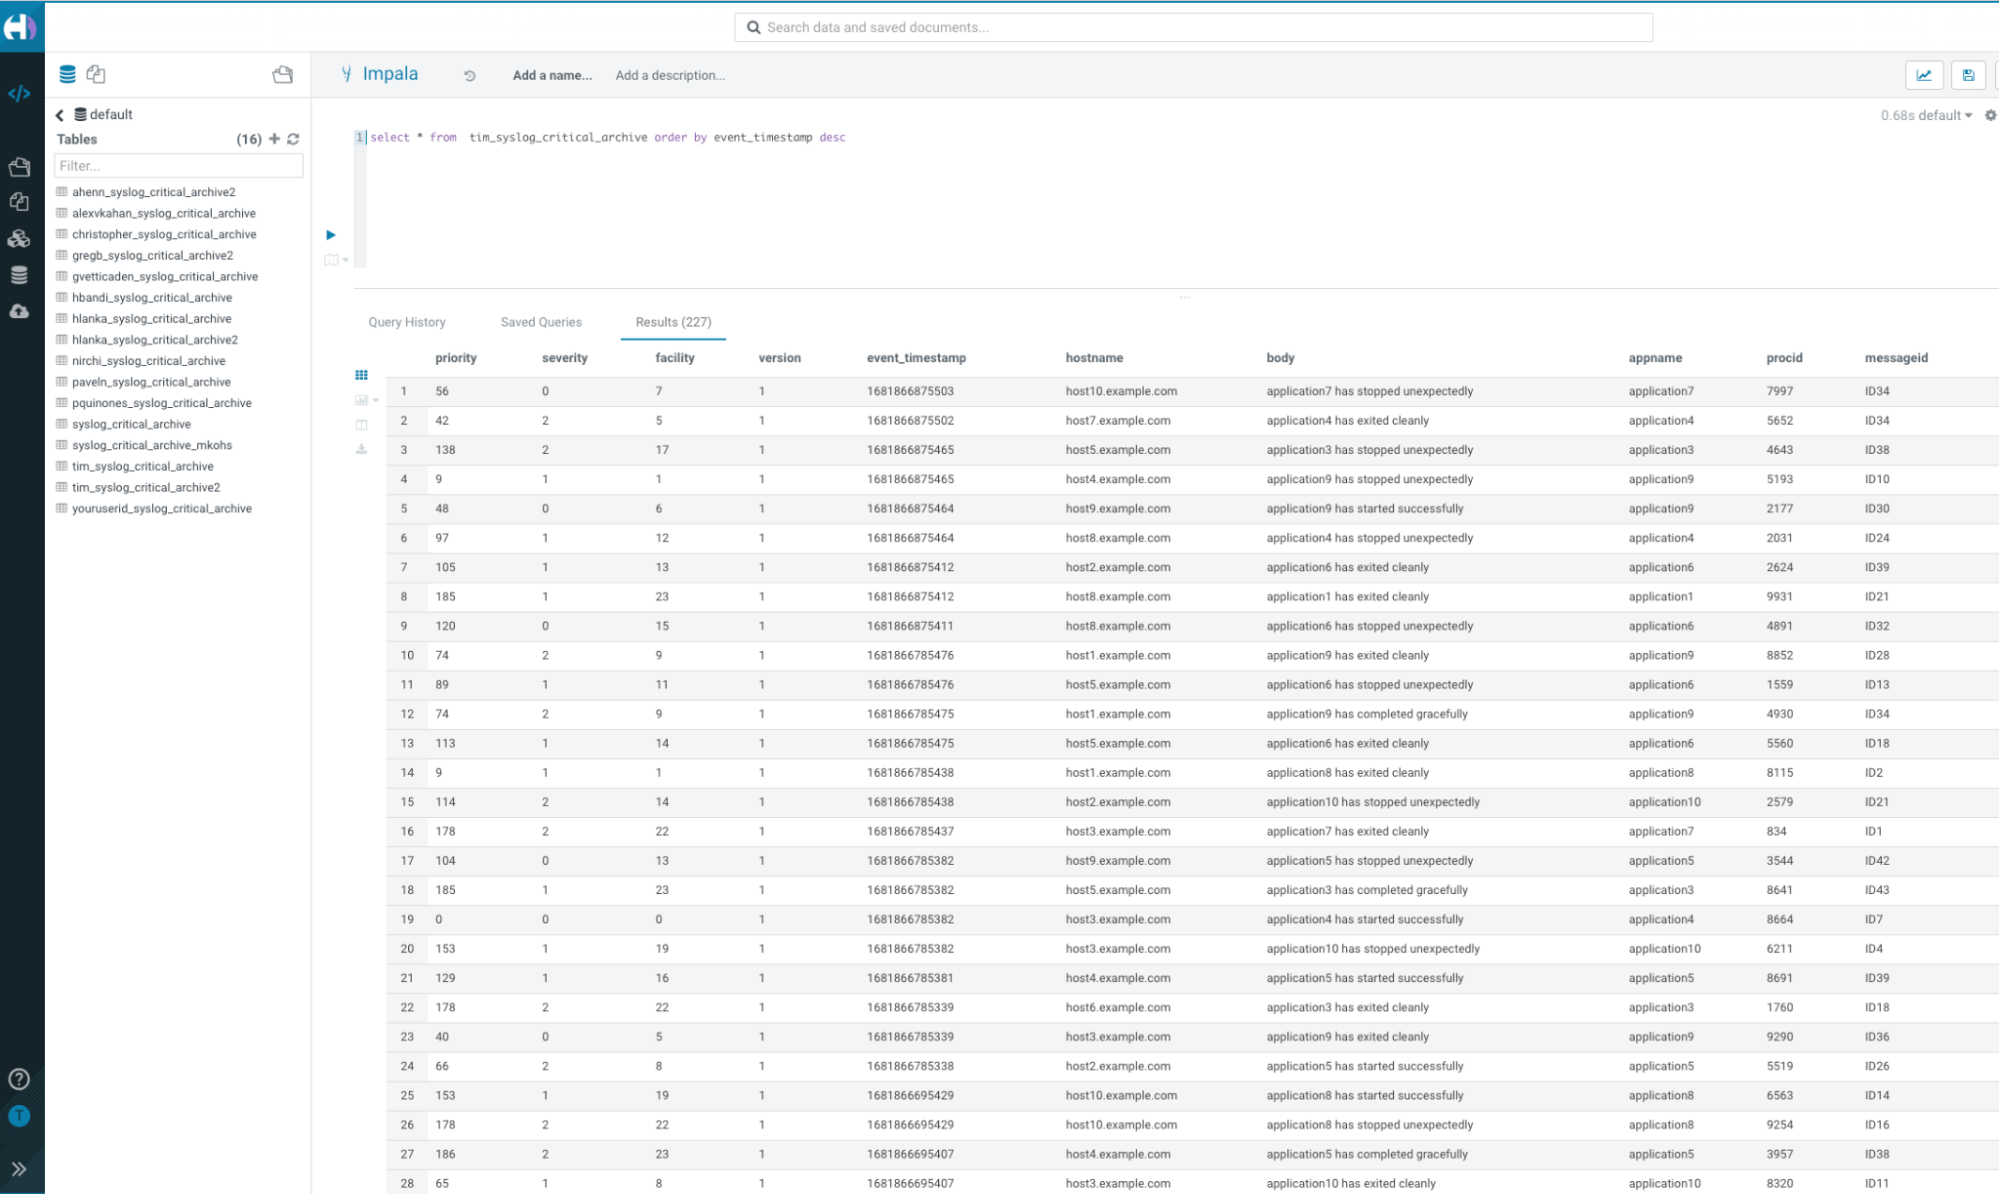 Search data and saved documents...
Impala
Add a name...
Add a description...
default
Tables
(16)
Filter...
ahenn_syslog_critical_archive2
alexvkahan_syslog_critical_archive
christopher_syslog_critical_archive
gregb_syslog_critical_archive2
gvetticaden_syslog_critical_archive
hbandi_syslog_critical_archive
hlanka_syslog_critical_archive
hlanka_syslog_critical_archive2
nirchi_syslog_critical_archive
paveln_syslog_critical_archive
pquinones_syslog_critical_archive
syslog_critical_archive
syslog_critical_archive_mkohs
tim_syslog_critical_archive
tim_syslog_critical_archive2
youruserid_syslog_critical_archive
T
0.68s default
1 select * from tim_syslog_critical_archive order by event_timestamp desc
Query History Saved Queries Results (227)
priority severity facility version event_timestamp hostname body appname procid messageid
1 56 0 7 1 1681866875503 host10.example.com application7 has stopped unexpectedly application7 7997 ID34
2 42 2 5 1 1681866875502 host7.example.com application4 has exited cleanly application4 5652 ID34
3 138 2 17 1 1681866875465 host5.example.com application3 has stopped unexpectedly application3 4643 ID38
4 9 1 1 1 1681866875465 host4.example.com application9 has stopped unexpectedly application9 5193 ID10
5 48 0 6 1 1681866875464 host9.example.com application9 has started successfully application9 2177 ID30
6 97 1 12 1 1681866875464 host8.example.com application4 has stopped unexpectedly application4 2031 ID24
7 105 1 13 1 1681866875412 host2.example.com application6 has exited cleanly application6 2624 ID39
8 185 1 23 1 1681866875412 host8.example.com application1 has exited cleanly application1 9931 ID21
9 120 0 15 1 1681866875411 host8.example.com application6 has stopped unexpectedly application6 4891 ID32
10 74 2 9 1 1681866785476 host1.example.com application9 has exited cleanly application9 8852 ID28
11 89 1 11 1 1681866785476 host5.example.com application6 has stopped unexpectedly application6 1559 ID13
12 74 2 9 1 1681866785475 host1.example.com application9 has completed gracefully application9 4930 ID34
13 113 1 14 1 1681866785475 host5.example.com application6 has exited cleanly application6 5560 ID18
14 9 1 1 1 1681866785438 host1.example.com application8 has exited cleanly application8 8115 ID2
15 114 2 14 1 1681866785438 host2.example.com application10 has stopped unexpectedly application10 2579 ID21
16 178 2 22 1 1681866785437 host3.example.com application7 has exited cleanly application7 834 ID1
17 104 0 13 1 1681866785382 host9.example.com application5 has stopped unexpectedly application5 3544 ID42
18 185 1 23 1 1681866785382 host5.example.com application3 has completed gracefully application3 8641 ID43
19 0 0 0 1 1681866785382 host3.example.com application4 has started successfully application4 8664 ID7
20 153 1 19 1 1681866785382 host3.example.com application10 has stopped unexpectedly application10 6211 ID4
21 129 1 16 1 1681866785381 host4.example.com application5 has started successfully application5 8691 ID39
22 178 2 22 1 1681866785339 host6.example.com application3 has exited cleanly application3 1760 ID18
23 40 0 5 1 1681866785339 host3.example.com application9 has exited cleanly application9 9290 ID36
24 66 2 8 1 1681866785338 host2.example.com application5 has started successfully application5 5519 ID26
25 153 1 19 1 1681866695429 host10.example.com application8 has started successfully application8 6563 ID14
26 178 2 22 1 1681866695429 host10.example.com application8 has stopped unexpectedly application8 9254 ID16
27 186 2 23 1 1681866695407 host4.example.com application5 has completed gracefully application5 3957 ID38
28 65 1 8 1 1681866695407 host3.example.com application10 has exited cleanly application10 8320 ID11